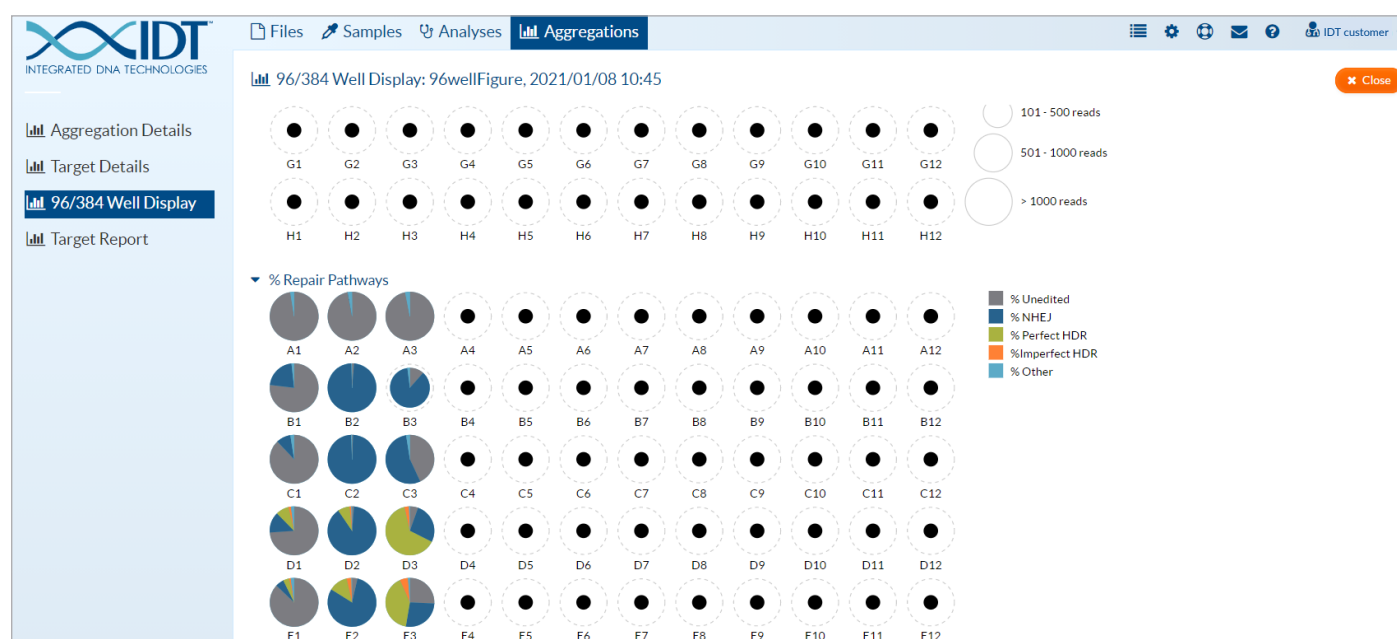 IDT
INTEGRATED DNA TECHNOLOGIES
Files Samples Analyses Aggregations
IDT customer
96/384 Well Display: 96wellFigure, 2021/01/08 10:45
Close
Aggregation Details
Target Details
96/384 Well Display
Target Report
101 - 500 reads
501 - 1000 reads
> 1000 reads
G1 G2 G3 G4 G5 G6 G7 G8 G9 G10 G11 G12
H1 H2 H3 H4 H5 H6 H7 H8 H9 H10 H11 H12
% Repair Pathways
% Unedited
% NHEJ
% Perfect HDR
%Imperfect HDR
% Other
A1 A2 A3 A4 A5 A6 A7 A8 A9 A10 A11 A12
B1 B2 B3 B4 B5 B6 B7 B8 B9 B10 B11 B12
C1 C2 C3 C4 C5 C6 C7 C8 C9 C10 C11 C12
D1 D2 D3 D4 D5 D6 D7 D8 D9 D10 D11 D12
E1 E2 E3 E4 E5 E6 E7 E8 E9 E10 E11 E12